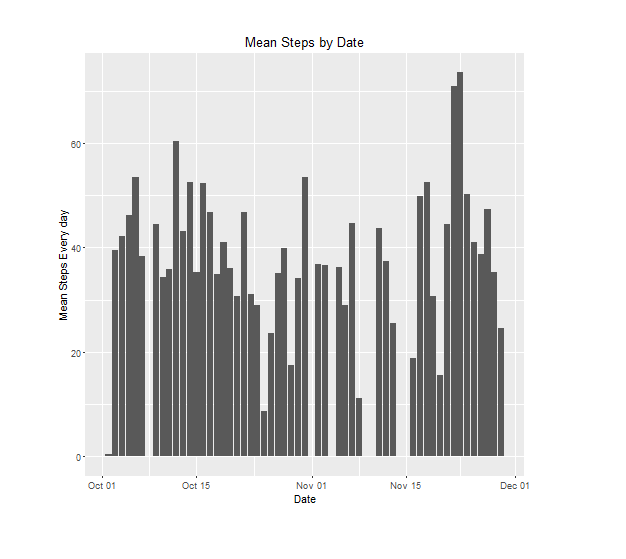 Mean Steps by Date
Mean Steps Every day
60
40
20
0
Oct 01
Oct 15
Nov 01
Nov 15
Dec 01
Date